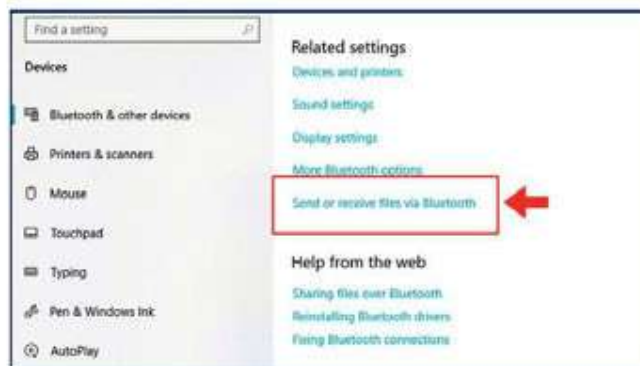 Find a setting
Devices
Bluetooth & other devices
Printers & scanners
Mouse
Touchpad
Typing
Pen & Windows Ink
AutoPlay
Related settings
Devices and printers
Sound settings
Display settings
More Bluetooth options
Send or receive files via Bluetooth
Help from the web
Sharing files over Bluetooth
Reinstalling Bluetooth drivers
Fixing Bluetooth connections